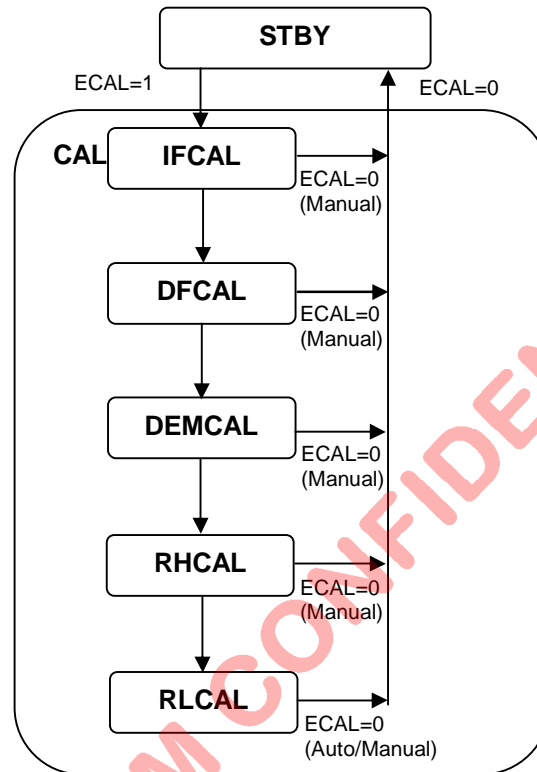 STBY
ECAL=1
ECAL=0
CAL
IFCAL
ECAL=0
(Manual)
DFCAL
ECAL=0
(Manual)
DEMCAL
ECAL=0
(Manual)
RHCAL
ECAL=0
(Manual)
RLCAL
ECAL=0
(Auto/Manual)